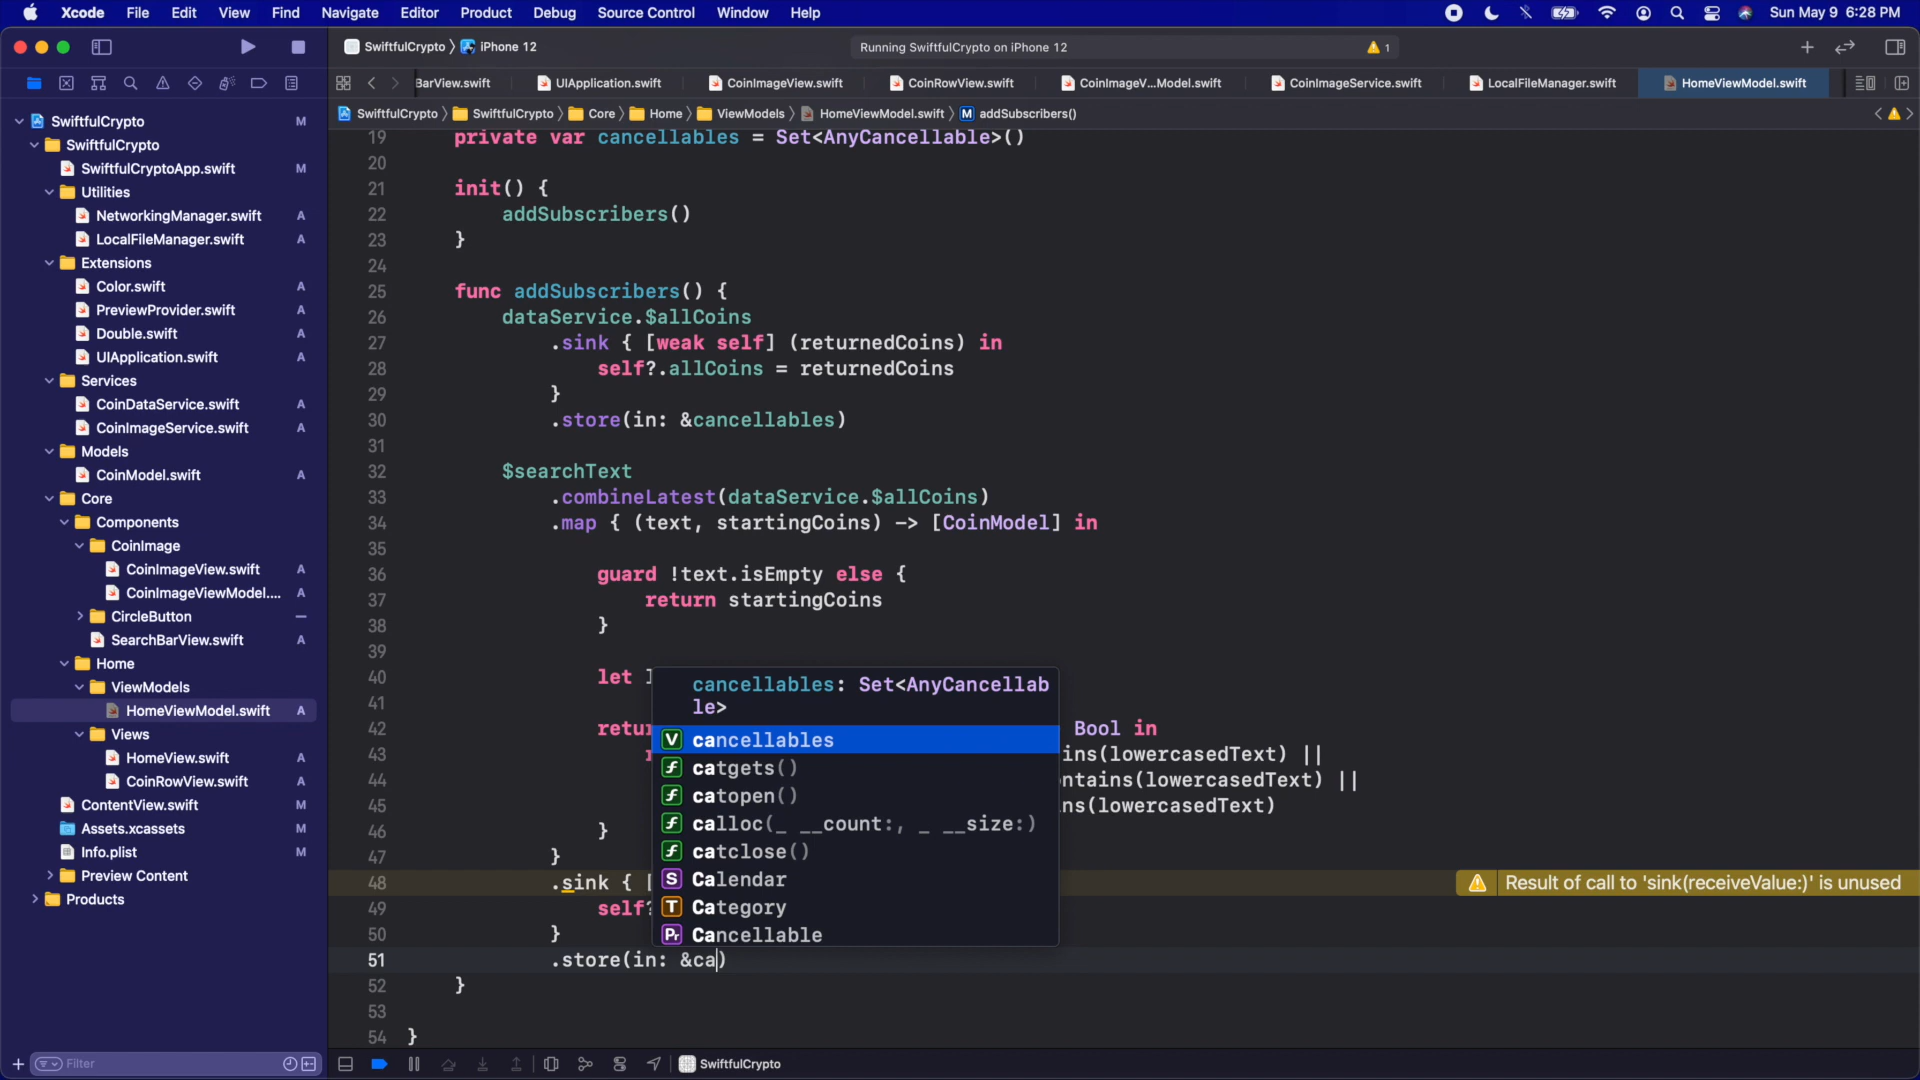 Xcode File Edit View Find Navigate Editor Product Debug Source Control Window Help Sun May 9 6:28 PM
SwiftfulCrypto iPhone 12 Running SwiftfulCrypto on iPhone 12 1
BarView.swift UIApplication.swift CoinImageView.swift CoinRowView.swift CoinImageV...Model.swift CoinImageService.swift LocalFileManager.swift HomeViewModel.swift
SwiftfulCrypto SwiftfulCrypto Core Home ViewModels HomeViewModel.swift M addSubscribers()
SwiftfulCrypto M
SwiftfulCrypto
SwiftfulCryptoApp.swift M
Utilities
NetworkingManager.swift A
LocalFileManager.swift A
Extensions
Color.swift A
PreviewProvider.swift A
Double.swift A
UIApplication.swift A
Services
CoinDataService.swift A
CoinImageService.swift A
Models
CoinModel.swift A
Core
Components
CoinImage
CoinImageView.swift A
CoinImageViewModel.... A
CircleButton
SearchBarView.swift A
Home
ViewModels
HomeViewModel.swift A
Views
HomeView.swift A
CoinRowView.swift A
ContentView.swift M
Assets.xcassets M
Info.plist M
Preview Content
Products
Filter
19 private var cancellables = Set<AnyCancellable>()
20
21 init() {
22 addSubscribers()
23 }
24
25 func addSubscribers() {
26 dataService.$allCoins
27 .sink { [weak self] (returnedCoins) in
28 self?.allCoins = returnedCoins
29 }
30 .store(in: &cancellables)
31
32 $searchText
33 .combineLatest(dataService.$allCoins)
34 .map { (text, startingCoins) -> [CoinModel] in
35
36 guard !text.isEmpty else {
37 return startingCoins
38 }
39
40 let
41
42 retur Bool in
43 ins(lowercasedText) ||
44 ntains(lowercasedText) ||
45 ns(lowercasedText)
46 }
47 }
48 .sink { [ Result of call to 'sink(receiveValue:)' is unused
49 self?
50 }
51 .store(in: &ca)
52 }
53
54 }
cancellables: Set<AnyCancellab
le>
V cancellables
f catgets()
f catopen()
f calloc(_ __count:, _ __size:)
f catclose()
S Calendar
T Category
Pr Cancellable
SwiftfulCrypto